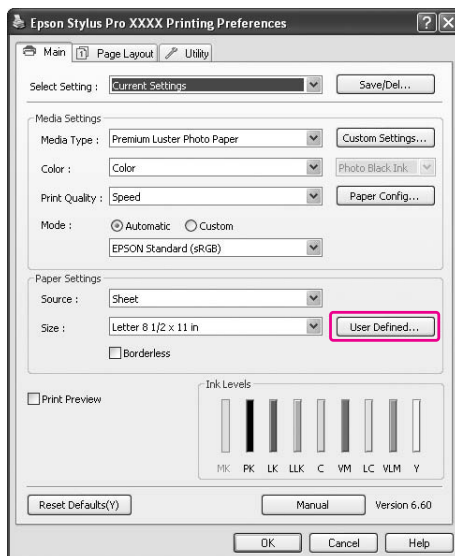 Epson Stylus Pro XXXX Printing Preferences
Main Page Layout Utility
Select Setting : Current Settings Save/Del...
Media Settings
Media Type : Premium Luster Photo Paper Custom Settings...
Color : Color Photo Black Ink
Print Quality : Speed Paper Config...
Mode : Automatic Custom
EPSON Standard (sRGB)
Paper Settings
Source : Sheet
Size : Letter 8 1/2 x 11 in User Defined...
Borderless
Print Preview
Ink Levels
MK PK LK LLK C VM LC VLM Y
Reset Defaults(Y) Manual Version 6.60
OK Cancel Help